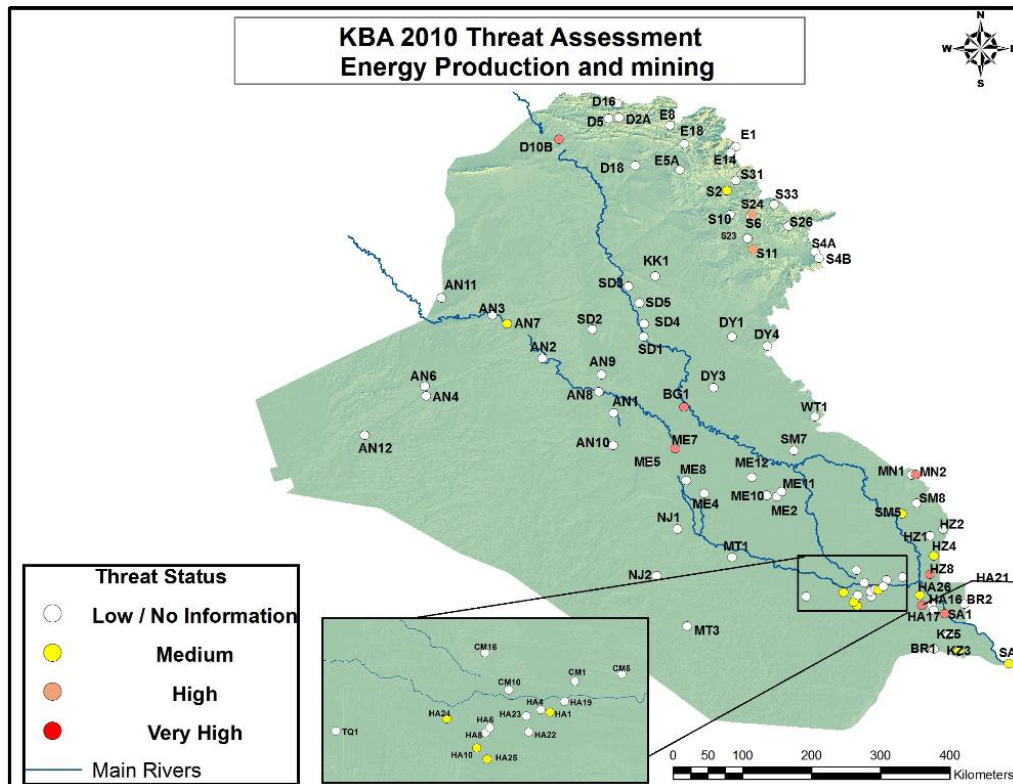 KBA 2010 Threat Assessment
Energy Production and mining
N
W
S
D16
D5
D2A
E8
E18
E1
D10B
D18
E5A
E14
S31
S2
S24
S33
S10
S6
S26
S23
S4A
S11
S4B
KK1
AN11
SD3
SD5
AN3
AN7
SD2
SD4
DY1
DY4
SD1
AN2
AN9
AN6
AN4
AN8
DY3
BG1
AN1
WT1
AN12
AN10
ME7
ME5
SM7
ME8
ME12
MN1
MN2
ME4
ME10
ME11
ME2
SM8
SM5
NJ1
HZ1
HZ2
MT1
HZ4
NJ2
HZ8
HA21
HA26
HA16
BR2
HA17
SA1
MT3
KZ5
BR1
KZ3
SA
Threat Status
Low / No Information
Medium
High
Very High
Main Rivers
CM16
CM1
CM5
CM10
HA4
HA19
HA24
HA23
HA1
HA6
TQ1
HA8
HA22
HA10
HA25
0 50 100 200 300 400
Kilometers